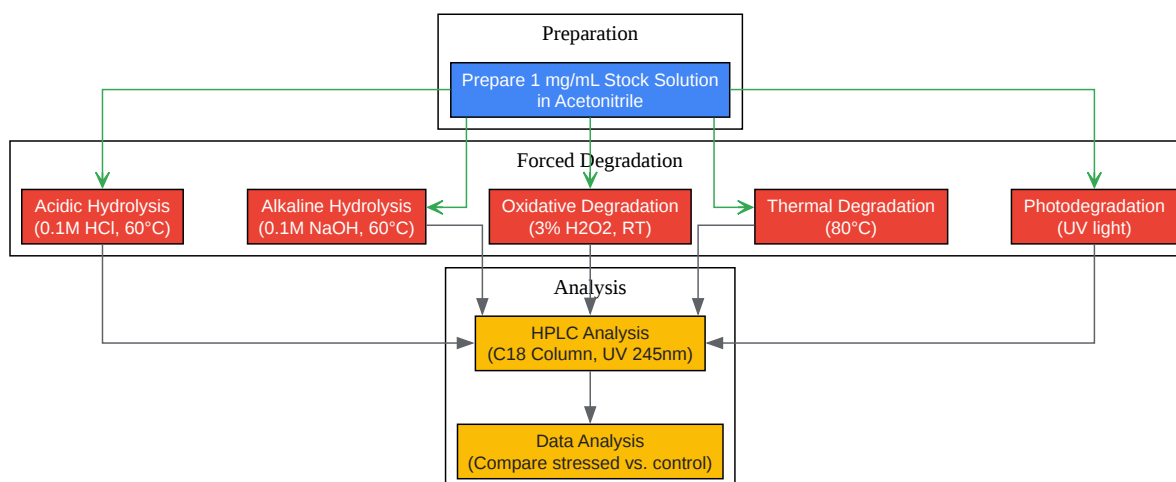 Preparation
Prepare 1 mg/mL Stock Solution
in Acetonitrile
Forced Degradation
Acidic Hydrolysis
(0.1M HCl, 60°C)
Alkaline Hydrolysis
(0.1M NaOH, 60°C)
Oxidative Degradation
(3% H2O2, RT)
Thermal Degradation
(80°C)
Photodegradation
(UV light)
Analysis
HPLC Analysis
(C18 Column, UV 245nm)
Data Analysis
(Compare stressed vs. control)